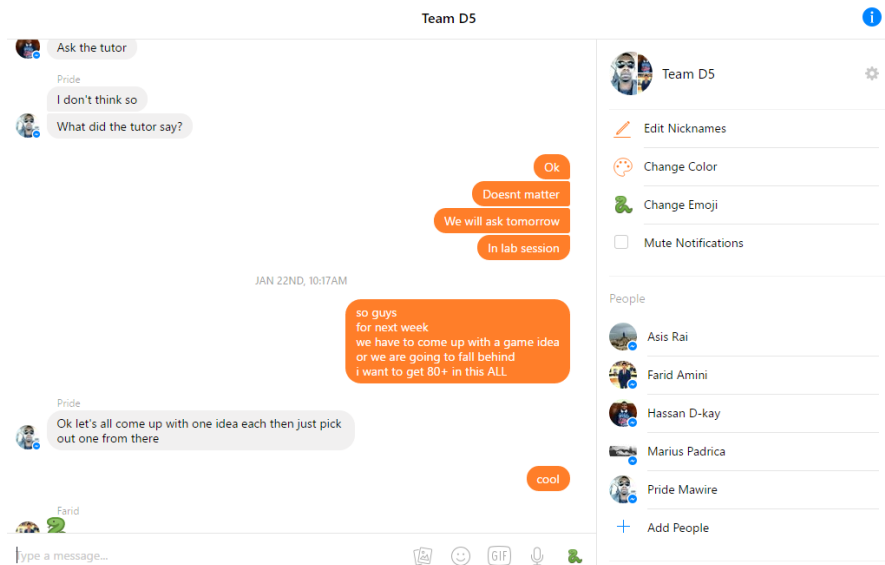 Team D5
Ask the tutor
Pride
I don't think so
What did the tutor say?
Ok
Doesnt matter
We will ask tomorrow
In lab session
JAN 22ND, 10:17AM
so guys
for next week
we have to come up with a game idea
or we are going to fall behind
i want to get 80+ in this ALL
Pride
Ok let's all come up with one idea each then just pick
out one from there
cool
Farid
Type a message...
GIF
Team D5
Edit Nicknames
Change Color
Change Emoji
Mute Notifications
People
Asis Rai
Farid Amini
Hassan D-kay
Marius Padrica
Pride Mawire
Add People